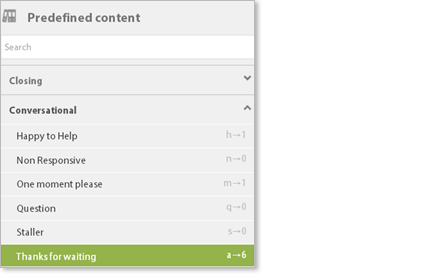 Predefined content
Search
Closing
Conversational
Happy to Help h→1
Non Responsive n→0
One moment please m→1
Question q→0
Staller s→0
Thanks for waiting a→6